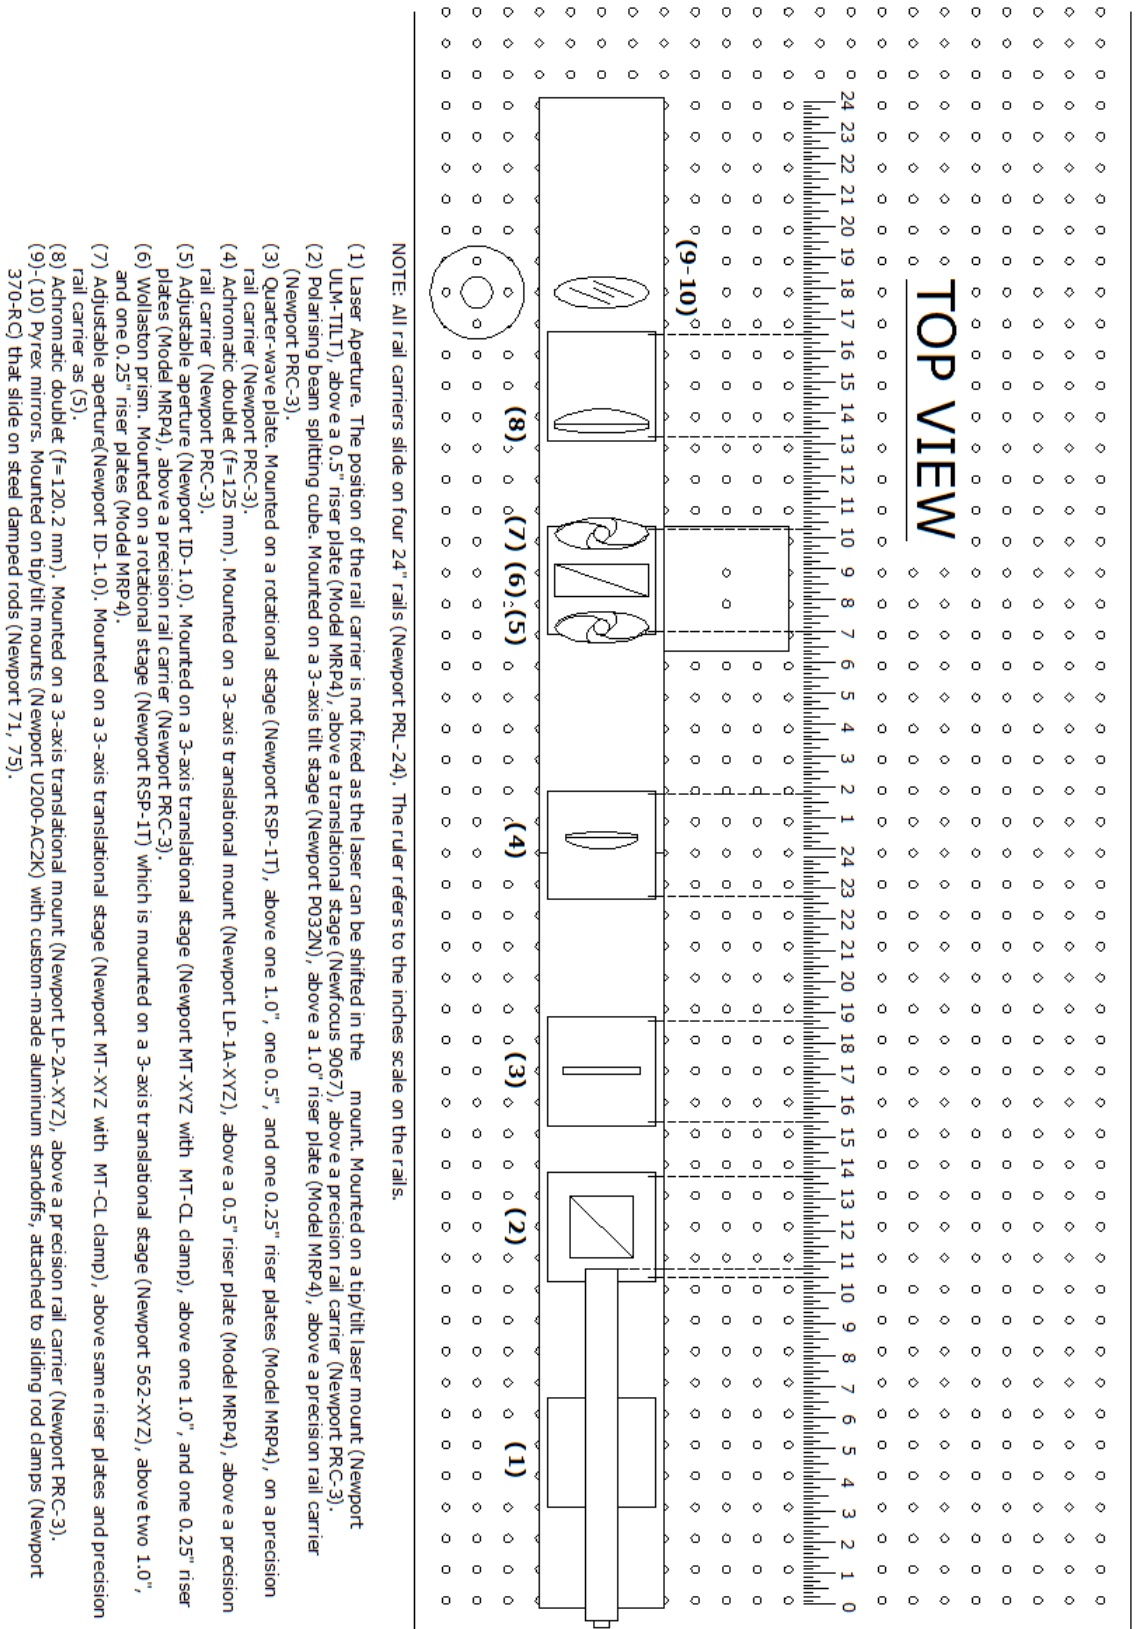 TOP VIEW
24 23 22 21 20 19 18 17 16 15 14 13 12 11 10 9 8 7 6 5 4 3 2 1 24 23 22 21 20 19 18 17 16 15 14 13 12 11 10 9 8 7 6 5 4 3 2 1 0
(9-10)
(8) (7) (6) (5) (4) (3) (2) (1)
NOTE: All rail carriers slide on four 24" rails (Newport PRL-24). The ruler refers to the inches scale on the rails.
(1) Laser Aperture. The position of the rail carrier is not fixed as the laser can be shifted in the mount. Mounted on a tip/tilt laser mount (Newport
ULM-TILT), above a 0.5" riser plate (Model MRP4), above a translational stage (Newfocus 9067), above a precision rail carrier (Newport PRC-3).
(2) Polarising beam splitting cube. Mounted on a 3-axis tilt stage (Newport P032N), above a 1.0" riser plate (Model MRP4), above a precision rail carrier
(Newport PRC-3).
(3) Quarter-wave plate. Mounted on a rotational stage (Newport RSP-1T), above one 1.0", one 0.5", and one 0.25" riser plates (Model MRP4), on a precision
rail carrier (Newport PRC-3).
(4) Achromatic doublet (f=125 mm). Mounted on a 3-axis translational mount (Newport LP-1A-XYZ), above a 0.5" riser plate (Model MRP4), above a precision
rail carrier (Newport PRC-3).
(5) Adjustable aperture (Newport ID-1.0). Mounted on a 3-axis translational stage (Newport MT-XYZ with MT-CL clamp), above one 1.0", and one 0.25" riser
plates (Model MRP4), above a precision rail carrier (Newport PRC-3).
(6) Wollaston prism. Mounted on a rotational stage (Newport RSP-1T) which is mounted on a 3-axis translational stage (Newport 562-XYZ), above two 1.0",
and one 0.25" riser plates (Model MRP4).
(7) Adjustable aperture(Newport ID-1.0). Mounted on a 3-axis translational stage (Newport MT-XYZ with MT-CL clamp), above same riser plates and precision
rail carrier as (5).
(8) Achromatic doublet (f=120.2 mm). Mounted on a 3-axis translational mount (Newport LP-2A-XYZ), above a precision rail carrier (Newport PRC-3).
(9)-(10) Pyrex mirrors. Mounted on tip/tilt mounts (Newport U200-AC2K) with custom-made aluminum standoffs, attached to sliding rod clamps (Newport
370-RC) that slide on steel damped rods (Newport 71, 75).